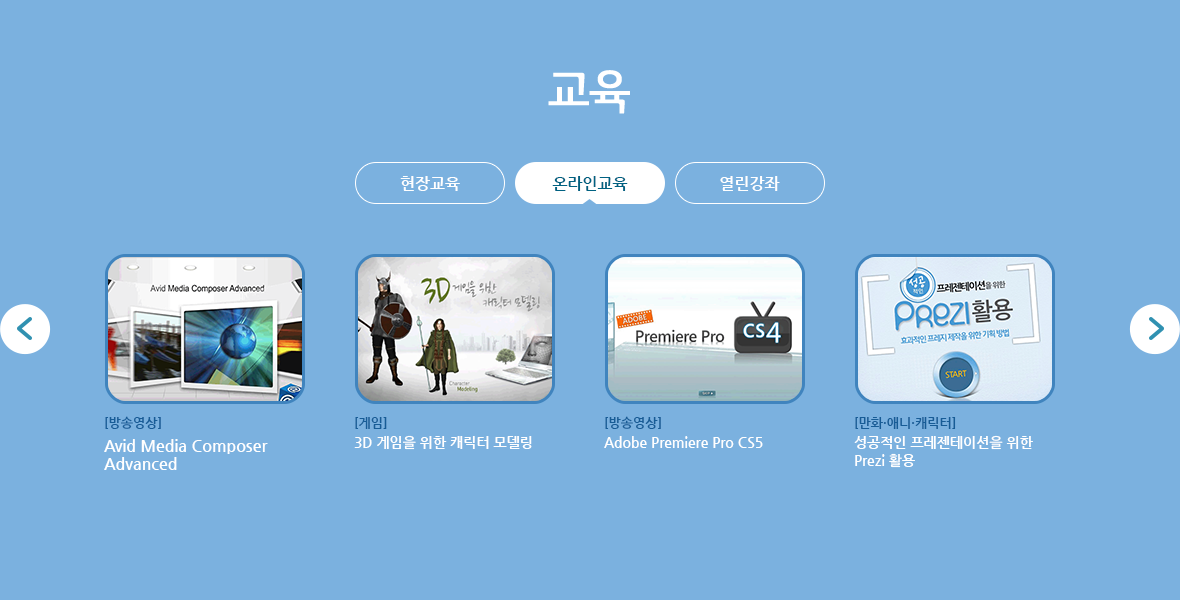 교육
현장교육
온라인교육
열린강좌
Avid Media Composer Advanced
3D 게임을 위한
캐릭터 모델링
Character
Modeling
ADOBE
Premiere Pro
CS4
성공
적인
프레젠테이션을 위한
PREZI 활용
효과적인 프레지 제작을 위한 기획 방법
START
[방송영상]
Avid Media Composer
Advanced
[게임]
3D 게임을 위한 캐릭터 모델링
[방송영상]
Adobe Premiere Pro CS5
[만화·애니·캐릭터]
성공적인 프레젠테이션을 위한
Prezi 활용